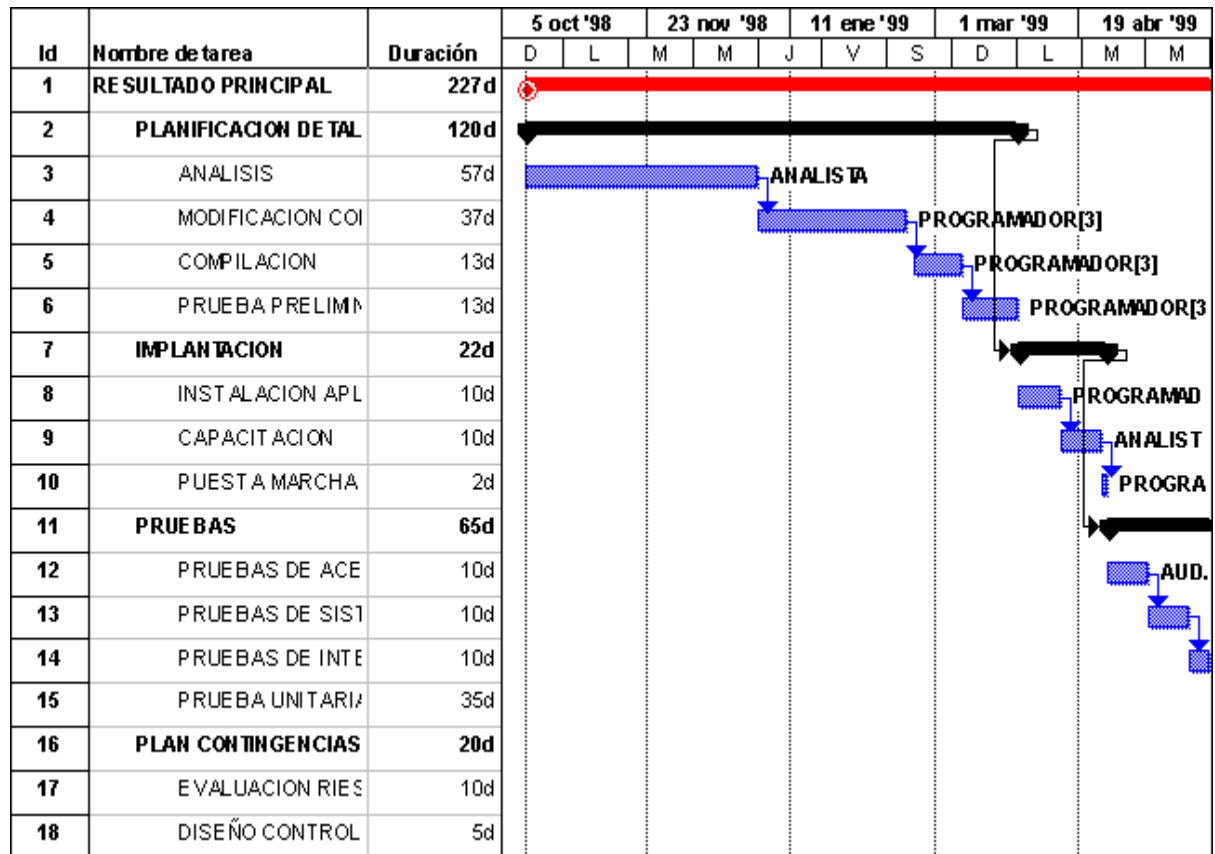 5 oct '98 23 nov '98 11 ene '99 1 mar '99 19 abr '99
Id Nombre de tarea Duración D L M M J V S D L M M
1 RESULTADO PRINCIPAL 227d
2 PLANIFICACION DETAL 120d
3 ANALISIS 57d ANALISTA
4 MODIFICACION COI 37d PROGRAMADOR[3]
5 COMPILACION 13d PROGRAMADOR[3]
6 PRUEBA PRELIMIN 13d PROGRAMADOR[3
7 IMPLANTACION 22d
8 INSTALACION APL 10d PROGRAMAD
9 CAPACITACION 10d ANALIST
10 PUESTA MARCHA 2d PROGRA
11 PRUEBAS 65d
12 PRUEBAS DE ACE 10d AUD.
13 PRUEBAS DE SIST 10d
14 PRUEBAS DE INTE 10d
15 PRUEBA UNITARIA 35d
16 PLAN CONTINGENCIAS 20d
17 EVALUACION RIES 10d
18 DISEÑO CONTROL 5d